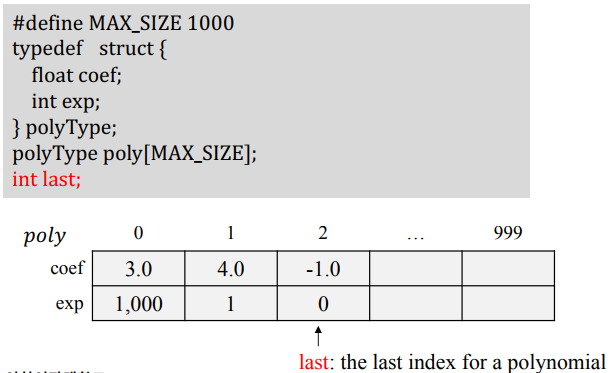 #define MAX_SIZE 1000
typedef struct {
float coef;
int exp;
} polyType;
polyType poly[MAX_SIZE];
int last;
poly 0 1 2 … 999
coef 3.0 4.0 -1.0
exp 1,000 1 0
last: the last index for a polynomial